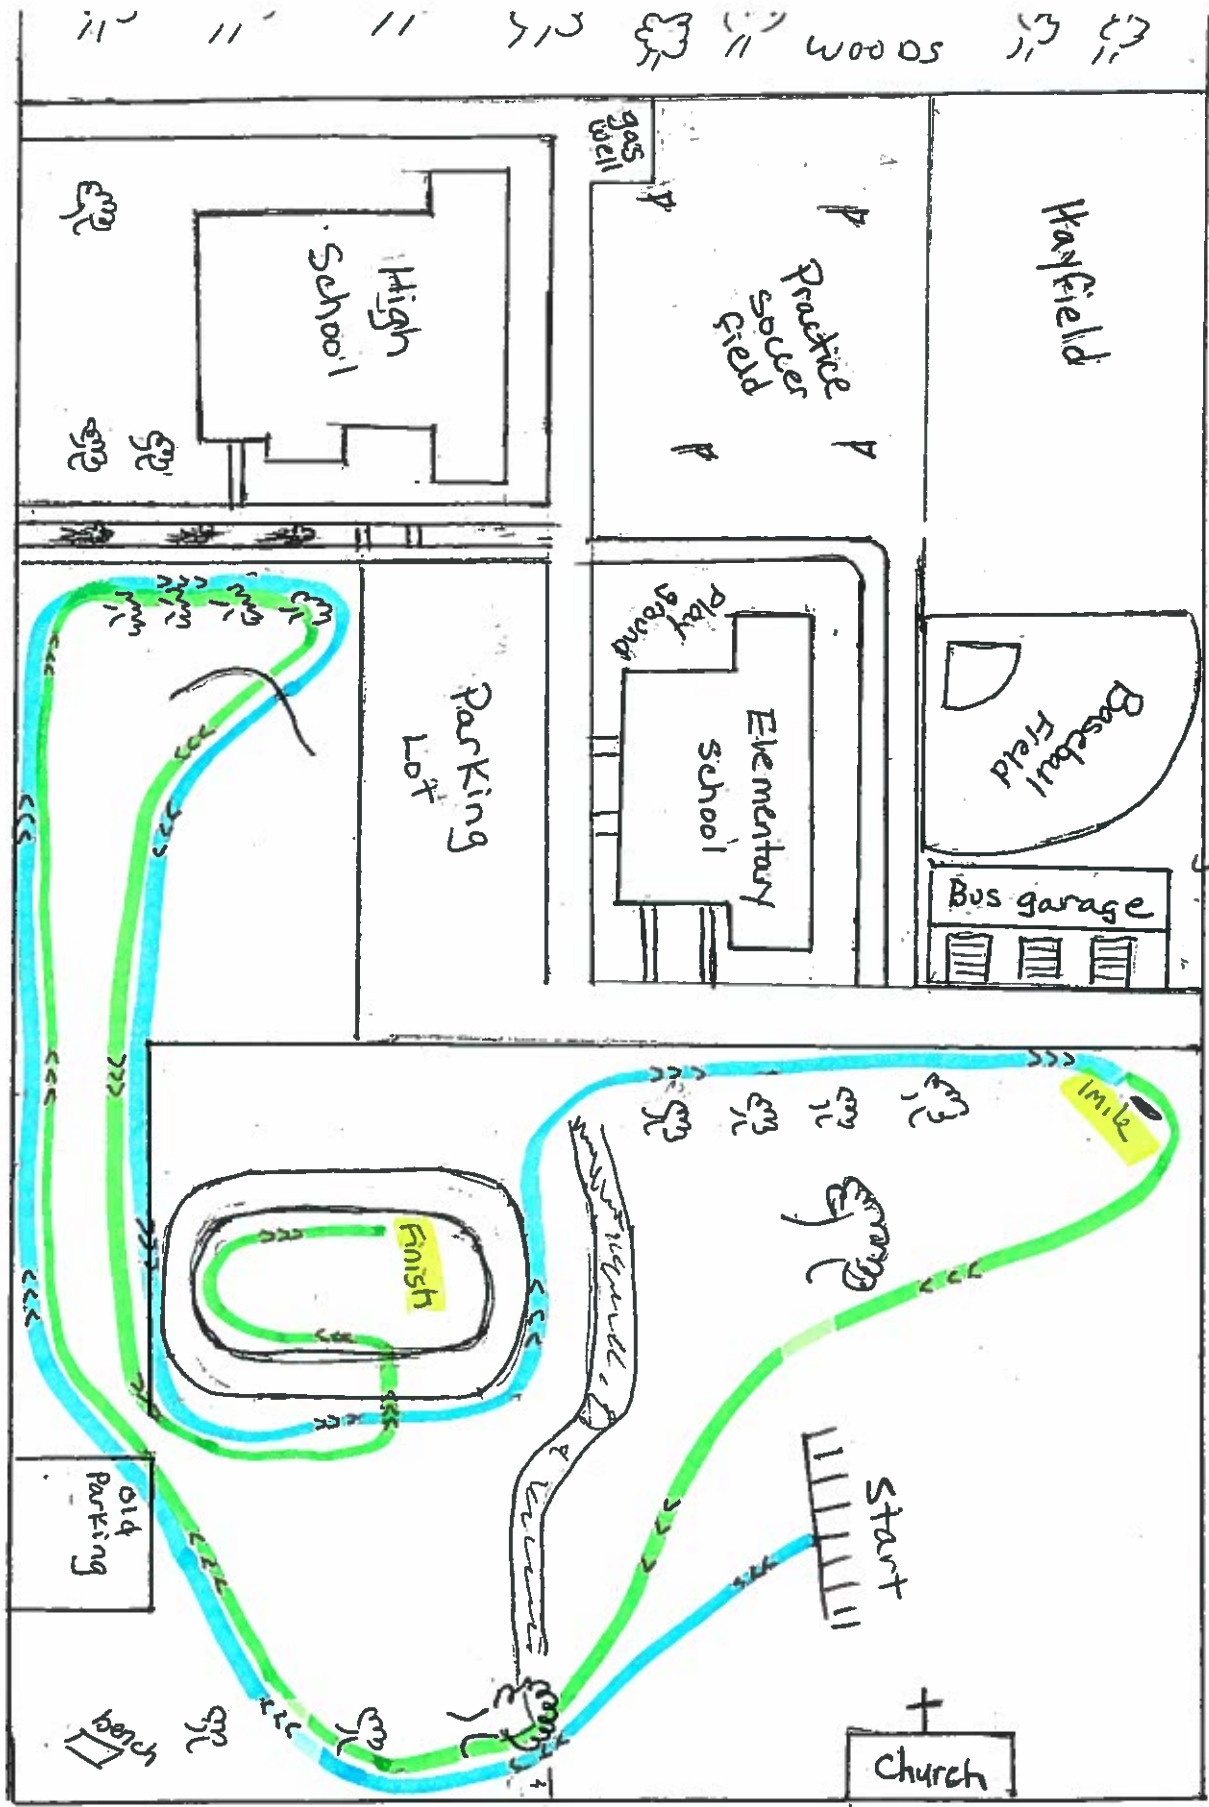 WOODS
gas
well
High
School
Practice
soccer
field
Hayfield
Play
ground
Parking
Lot
Elementary
school
Baseball
Field
Bus garage
1 mile
Finish
Start
Old
Parking
bench
Church